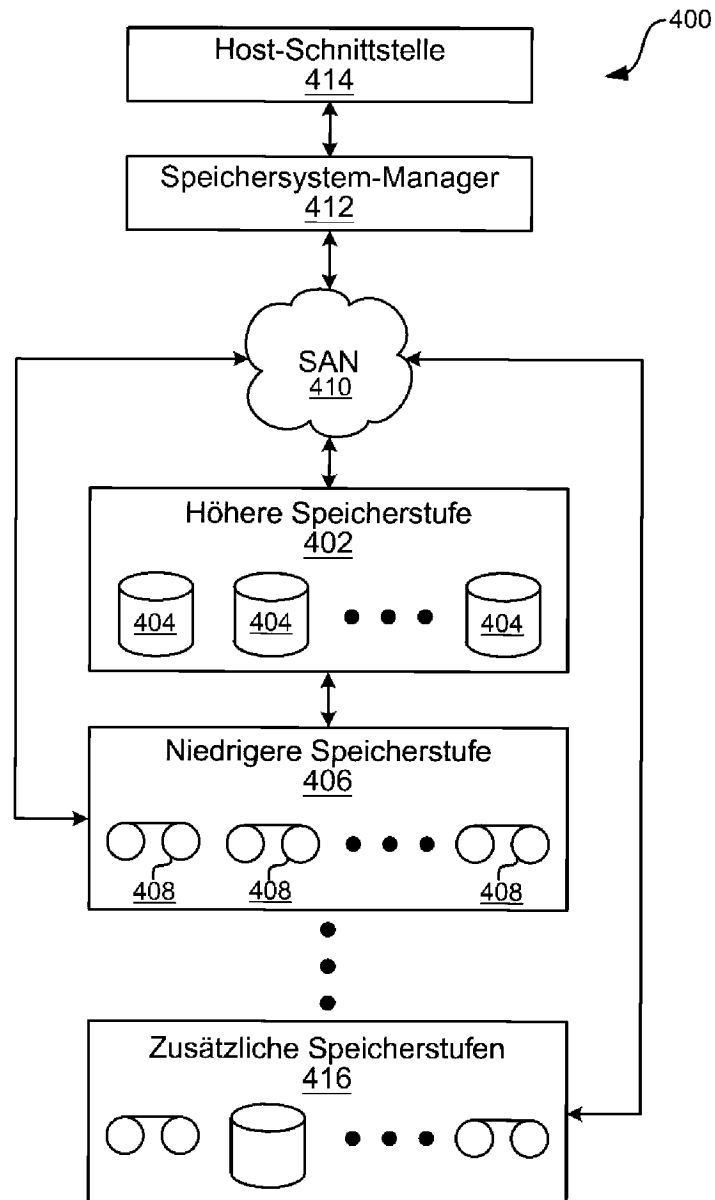 400
Host-Schnittstelle
414
Speichersystem-Manager
412
SAN
410
Höhere Speicherstufe
402
404 404 404
Niedrigere Speicherstufe
406
408 408 408
Zusätzliche Speicherstufen
416